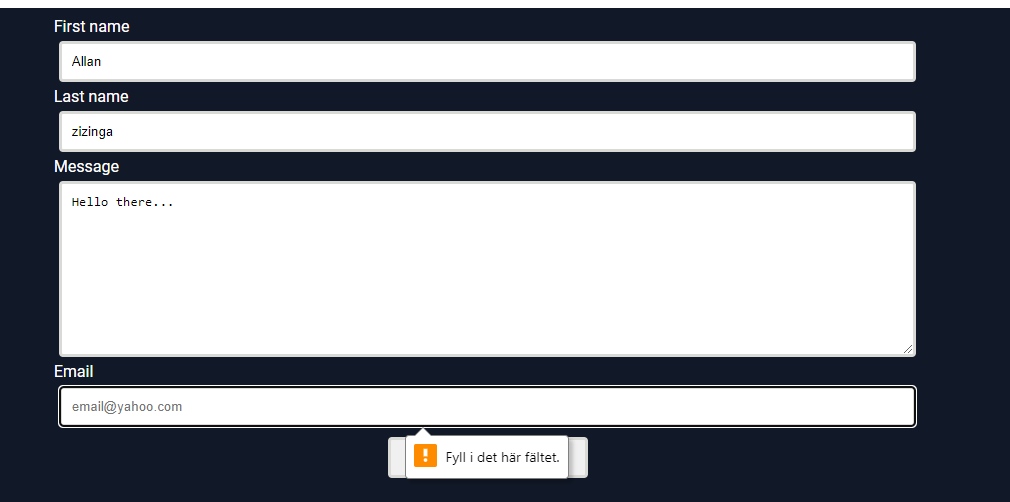 First name
Allan
Last name
zizinga
Message
Hello there...
Email
email@yahoo.com
Fyll i det här fältet.